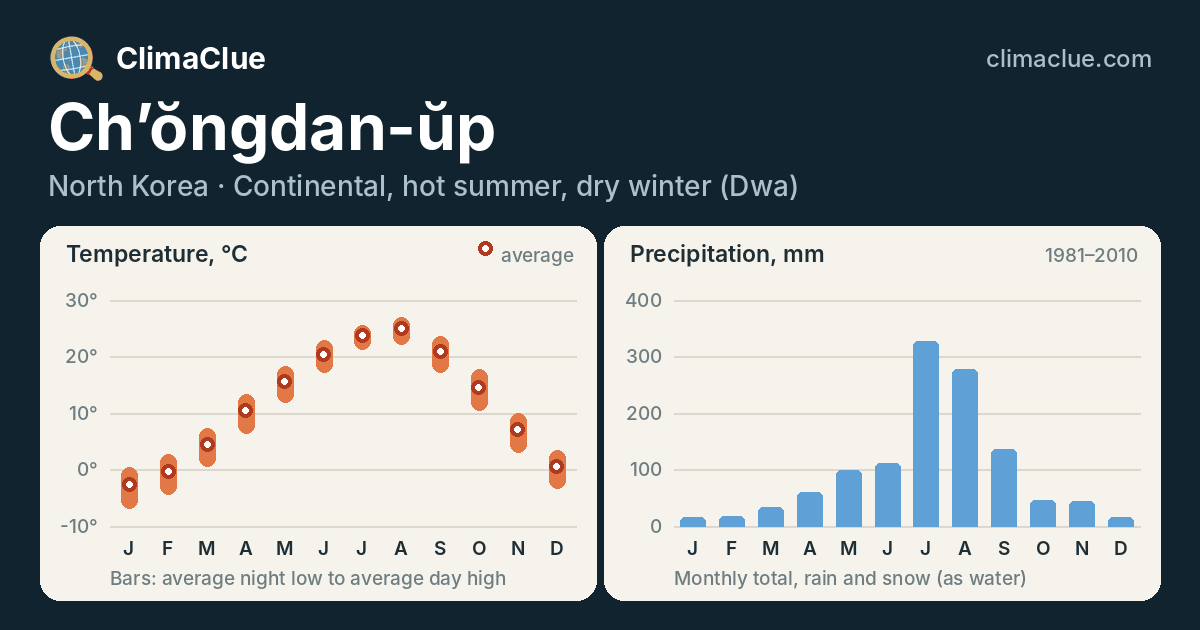 ClimaClue
climaclue.com
Ch’ŏngdan-ŭp
North Korea · Continental, hot summer, dry winter (Dwa)
Temperature, °C
average
30°
20°
10°
0°
-10°
J F M A M J J A S O N D
Bars: average night low to average day high
Precipitation, mm
1981–2010
400
300
200
100
0
J F M A M J J A S O N D
Monthly total, rain and snow (as water)